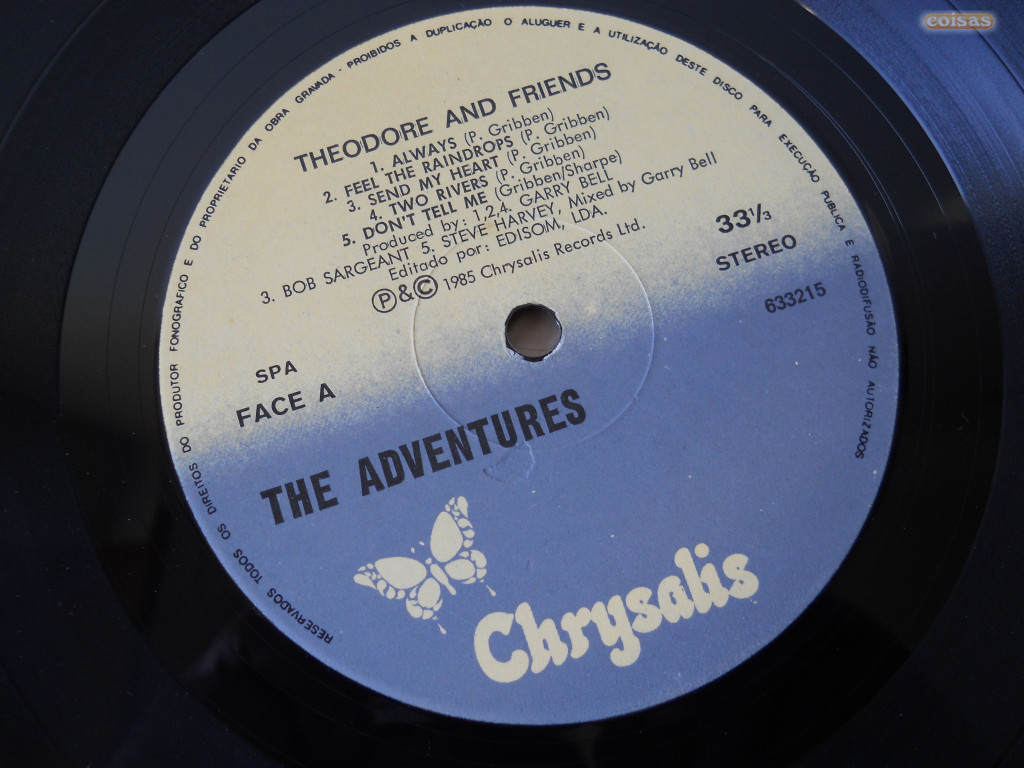 coisas
RESERVADOS TODOS OS DIREITOS DO PRODUTOR FONOGRAFICO E DO PROPRIETARIO DA OBRA GRAVADA · PROIBIDOS A DUPLICAÇÃO O ALUGUER E A UTILIZAÇÃO DESTE DISCO PARA EXECUÇÃO PUBLICA E RADIODIFUSÃO NÃO AUTORIZADOS
THEODORE AND FRIENDS
1. ALWAYS (P. Gribben)
2. FEEL THE RAINDROPS (P. Gribben)
3. SEND MY HEART (P. Gribben)
4. TWO RIVERS (P. Gribben)
5. DON'T TELL ME (Gribben/Sharpe)
Produced by: 1,2,4, GARRY BELL
3. BOB SARGEANT 5. STEVE HARVEY, Mixed by Garry Bell
Editado por: EDISOM, LDA.
Ⓟ&© 1985 Chrysalis Records Ltd.
33⅓
STEREO
633215
SPA
FACE A
THE ADVENTURES
Chrysalis